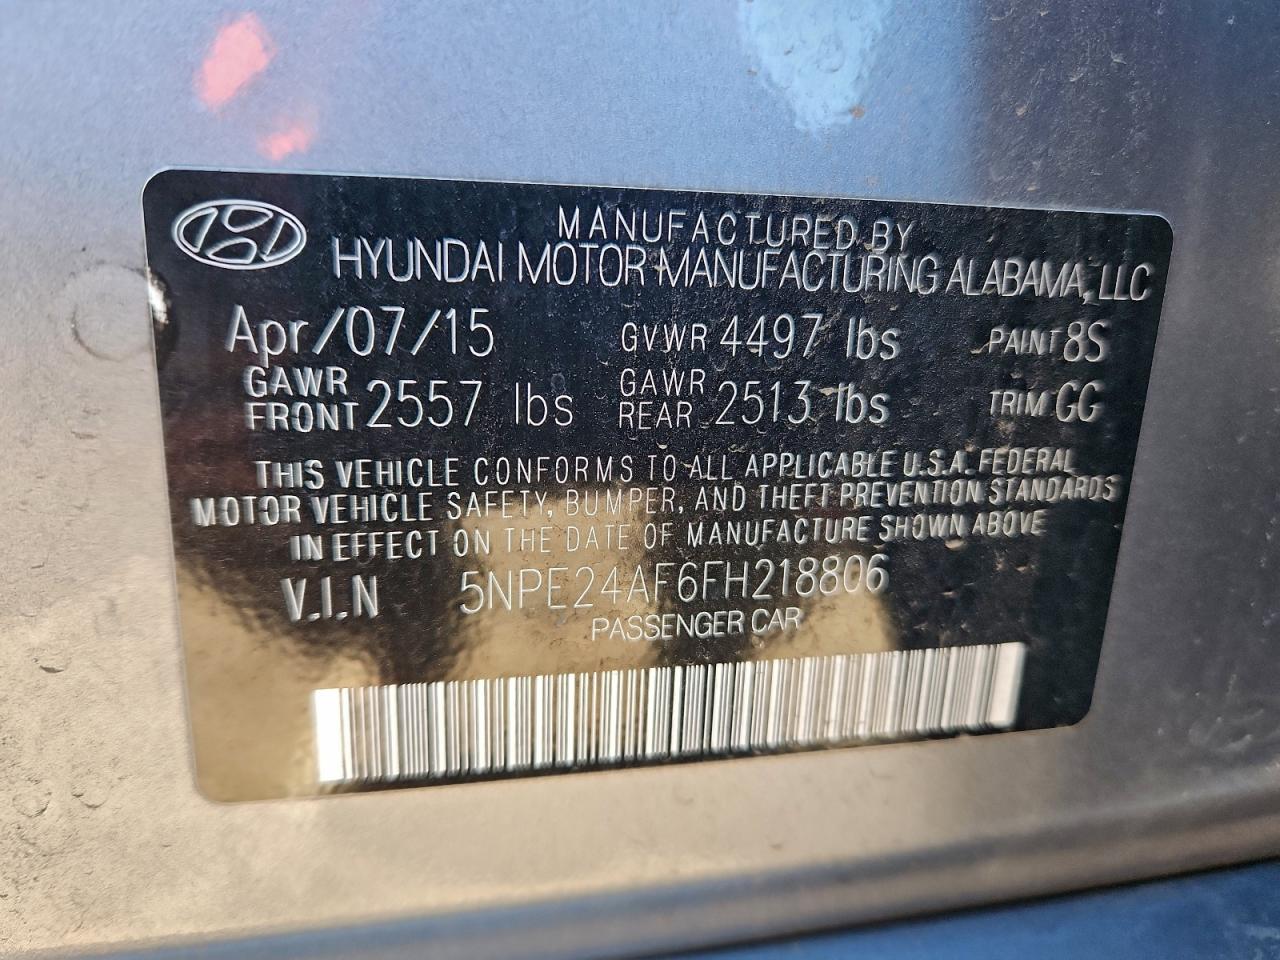 MANUFACTURED BY
HYUNDAI MOTOR MANUFACTURING ALABAMA, LLC
Apr/07/15 GVWR 4497 lbs PAINT 8S
GAWR FRONT 2557 lbs GAWR REAR 2513 lbs TRIM GG
THIS VEHICLE CONFORMS TO ALL APPLICABLE U.S.A. FEDERAL
MOTOR VEHICLE SAFETY, BUMPER, AND THEFT PREVENTION STANDARDS
IN EFFECT ON THE DATE OF MANUFACTURE SHOWN ABOVE
V.I.N 5NPE24AF6FH218806
PASSENGER CAR